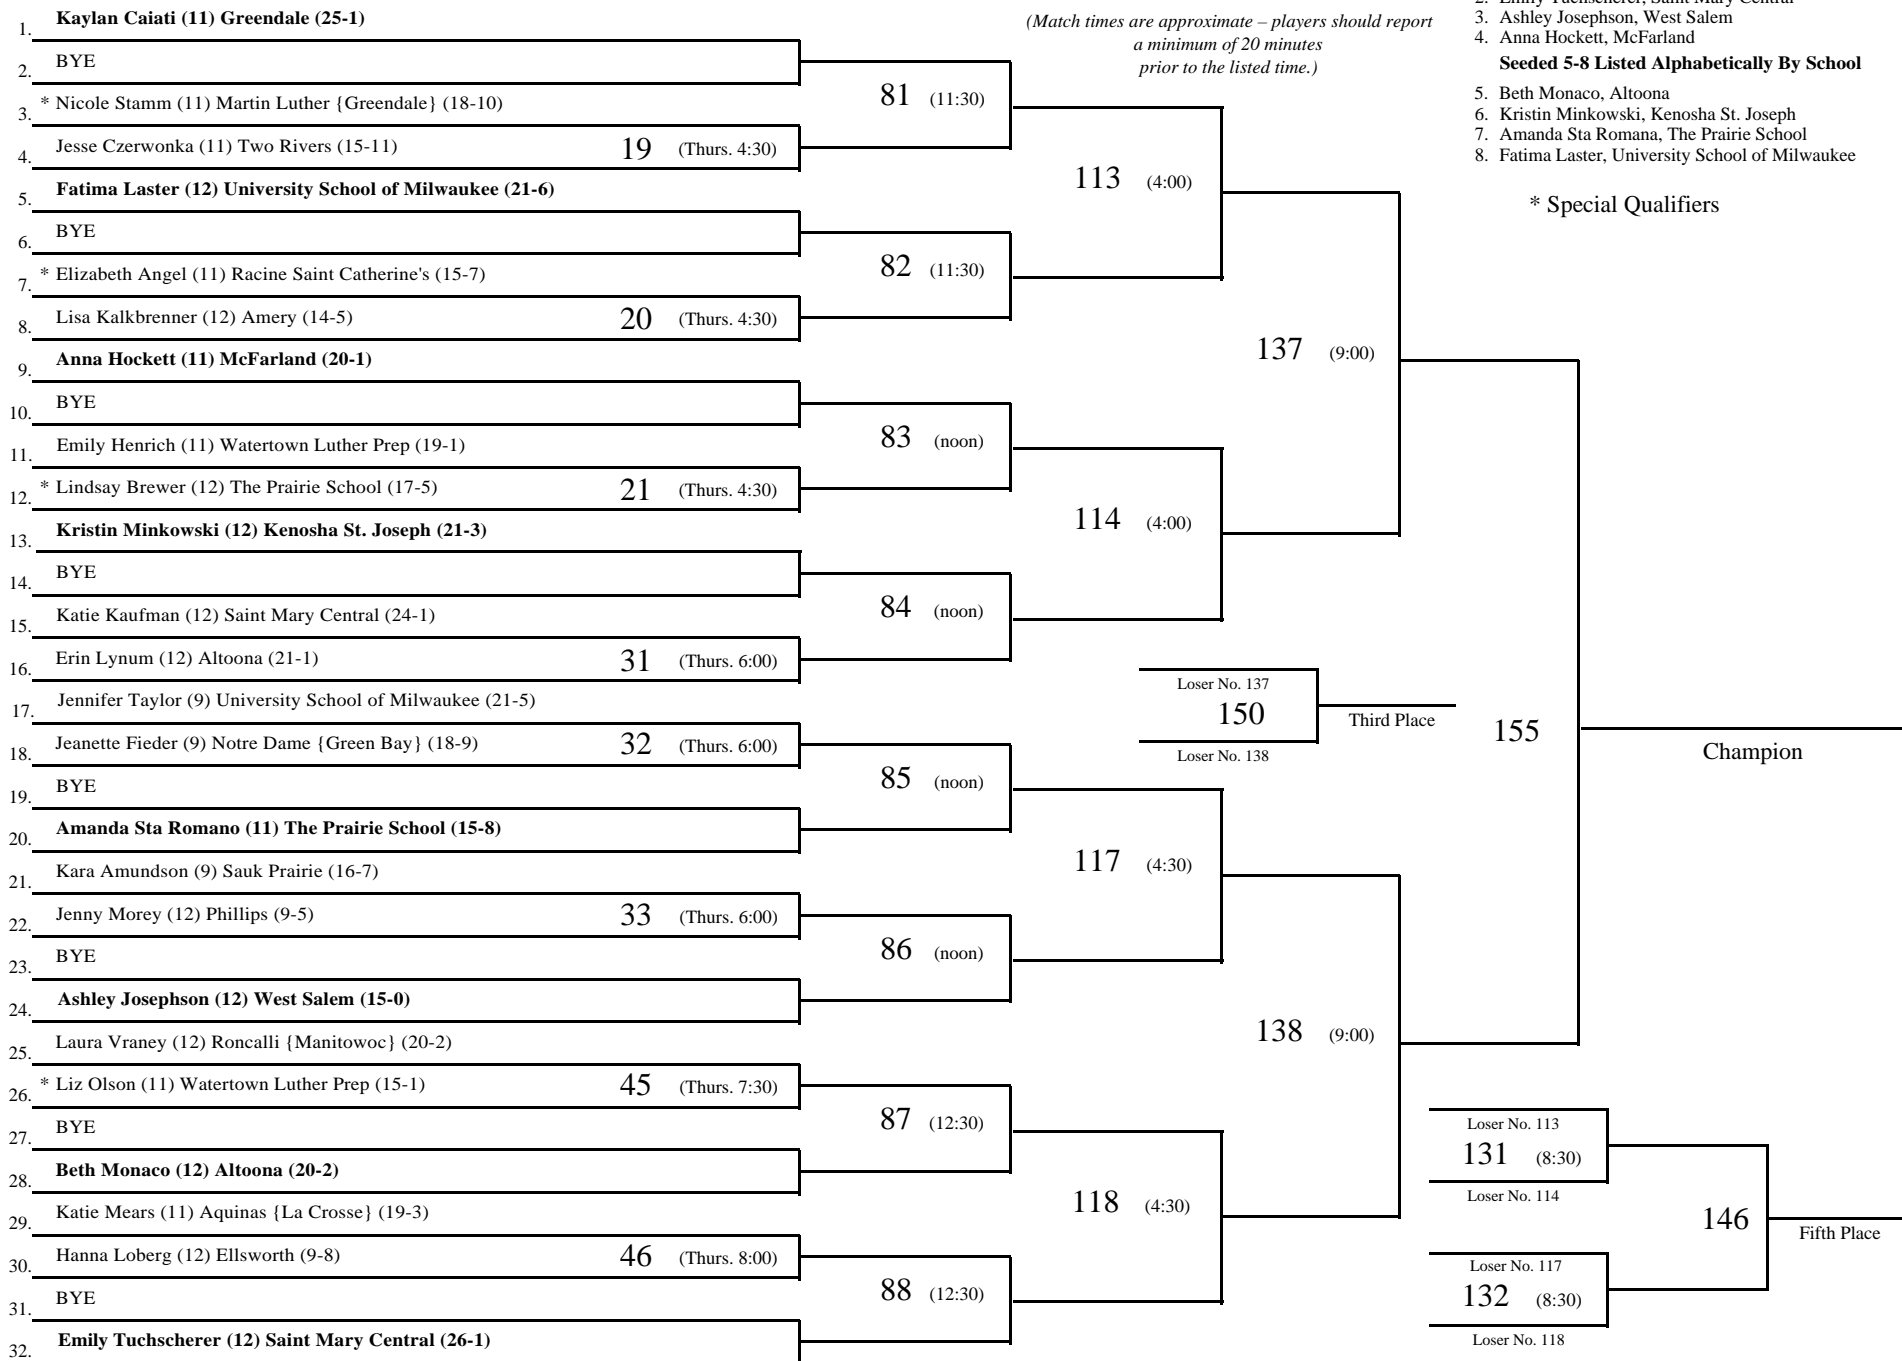 1. Kaylan Caiati (11) Greendale (25-1)
2. BYE
3. * Nicole Stamm (11) Martin Luther {Greendale} (18-10)
4. Jesse Czerwonka (11) Two Rivers (15-11) 19 (Thurs. 4:30)
5. Fatima Laster (12) University School of Milwaukee (21-6)
6. BYE
7. * Elizabeth Angel (11) Racine Saint Catherine's (15-7)
8. Lisa Kalkbrenner (12) Amery (14-5) 20 (Thurs. 4:30)
9. Anna Hockett (11) McFarland (20-1)
10. BYE
11. Emily Henrich (11) Watertown Luther Prep (19-1)
12. * Lindsay Brewer (12) The Prairie School (17-5) 21 (Thurs. 4:30)
13. Kristin Minkowski (12) Kenosha St. Joseph (21-3)
14. BYE
15. Katie Kaufman (12) Saint Mary Central (24-1)
16. Erin Lynum (12) Altoona (21-1) 31 (Thurs. 6:00)
17. Jennifer Taylor (9) University School of Milwaukee (21-5)
18. Jeanette Fieder (9) Notre Dame {Green Bay} (18-9) 32 (Thurs. 6:00)
19. BYE
20. Amanda Sta Romano (11) The Prairie School (15-8)
21. Kara Amundson (9) Sauk Prairie (16-7)
22. Jenny Morey (12) Phillips (9-5) 33 (Thurs. 6:00)
23. BYE
24. Ashley Josephson (12) West Salem (15-0)
25. Laura Vraney (12) Roncalli {Manitowoc} (20-2)
26. * Liz Olson (11) Watertown Luther Prep (15-1) 45 (Thurs. 7:30)
27. BYE
28. Beth Monaco (12) Altoona (20-2)
29. Katie Mears (11) Aquinas {La Crosse} (19-3)
30. Hanna Loberg (12) Ellsworth (9-8) 46 (Thurs. 8:00)
31. BYE
32. Emily Tuchscherer (12) Saint Mary Central (26-1)
81 (11:30)
82 (11:30)
83 (noon)
84 (noon)
85 (noon)
86 (noon)
87 (12:30)
88 (12:30)
(Match times are approximate – players should report
a minimum of 20 minutes
prior to the listed time.)
113 (4:00)
114 (4:00)
117 (4:30)
118 (4:30)
137 (9:00)
138 (9:00)
Loser No. 137
150
Third Place
Loser No. 138
155
Champion
2. Emily Tuchscherer, Saint Mary Central
3. Ashley Josephson, West Salem
4. Anna Hockett, McFarland
Seeded 5-8 Listed Alphabetically By School
5. Beth Monaco, Altoona
6. Kristin Minkowski, Kenosha St. Joseph
7. Amanda Sta Romana, The Prairie School
8. Fatima Laster, University School of Milwaukee
* Special Qualifiers
Loser No. 113
131 (8:30)
Loser No. 114
146
Fifth Place
Loser No. 117
132 (8:30)
Loser No. 118